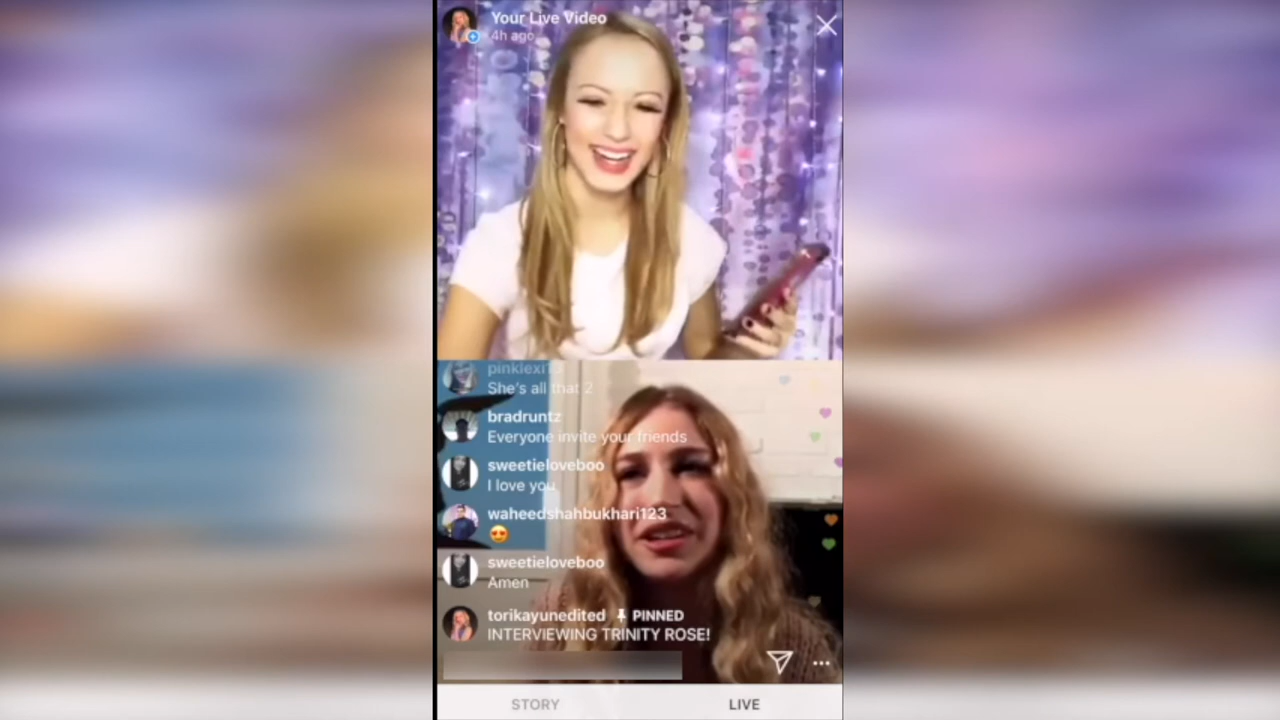 Your Live Video
4h ago
pinklexi13
She's all that 2
bradruntz
Everyone invite your friends
sweetieloveboo
I love you
waheedshahbukhari123
sweetieloveboo
Amen
torikayunedited PINNED
INTERVIEWING TRINITY ROSE!
STORY LIVE